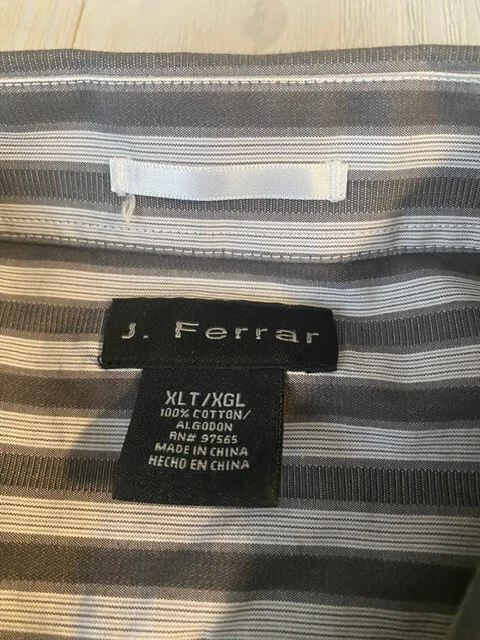 J. Ferrar
XLT/XGL
100% COTTON/
ALGODON
RN# 97565
MADE IN CHINA
HECHO EN CHINA